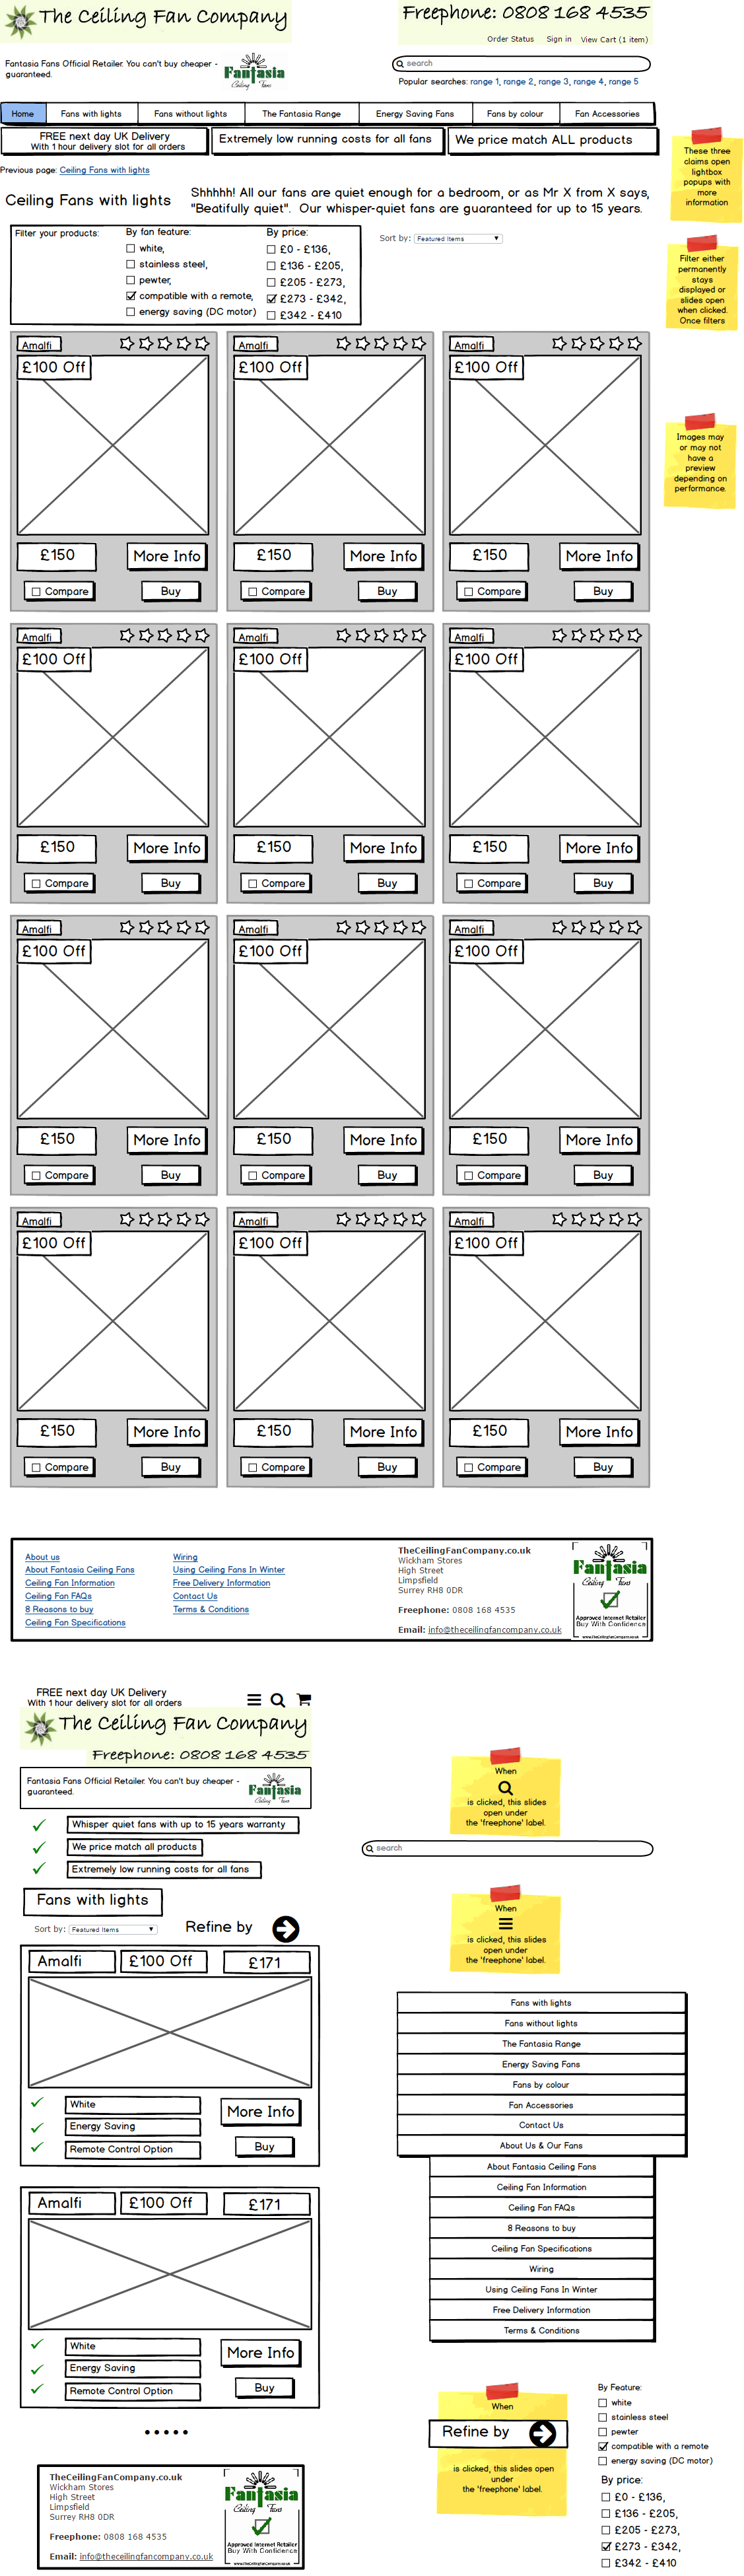 The Ceiling Fan Company
Freephone: 0808 168 4535
Order Status Sign in View Cart (1 item)
Fantasia Fans Official Retailer. You can't buy cheaper -
guaranteed.
Fantasia
Ceiling Fans
search
Popular searches: range 1, range 2, range 3, range 4, range 5
Home Fans with lights Fans without lights The Fantasia Range Energy Saving Fans Fans by colour Fan Accessories
FREE next day UK Delivery
With 1 hour delivery slot for all orders
Extremely low running costs for all fans
We price match ALL products
These three
claims open
lightbox
popups with
more
information
Previous page: Ceiling Fans with lights
Ceiling Fans with lights
Shhhhh! All our fans are quiet enough for a bedroom, or as Mr X from X says,
"Beatifully quiet". Our whisper-quiet fans are guaranteed for up to 15 years.
Filter your products:
By fan feature:
white,
stainless steel,
pewter,
compatible with a remote,
energy saving (DC motor)
By price:
£0 - £136,
£136 - £205,
£205 - £273,
£273 - £342,
£342 - £410
Sort by: Featured Items
Filter either
permanently
stays
displayed or
slides open
when clicked.
Once filters
Amalfi
£100 Off
£150 More Info
Compare Buy
Amalfi
£100 Off
£150 More Info
Compare Buy
Amalfi
£100 Off
£150 More Info
Compare Buy
Images may
or may not
have a
preview
depending on
performance.
Amalfi
£100 Off
£150 More Info
Compare Buy
Amalfi
£100 Off
£150 More Info
Compare Buy
Amalfi
£100 Off
£150 More Info
Compare Buy
Amalfi
£100 Off
£150 More Info
Compare Buy
Amalfi
£100 Off
£150 More Info
Compare Buy
Amalfi
£100 Off
£150 More Info
Compare Buy
Amalfi
£100 Off
£150 More Info
Compare Buy
Amalfi
£100 Off
£150 More Info
Compare Buy
Amalfi
£100 Off
£150 More Info
Compare Buy
About us
About Fantasia Ceiling Fans
Ceiling Fan Information
Ceiling Fan FAQs
8 Reasons to buy
Ceiling Fan Specifications
Wiring
Using Ceiling Fans In Winter
Free Delivery Information
Contact Us
Terms & Conditions
TheCeilingFanCompany.co.uk
Wickham Stores
High Street
Limpsfield
Surrey RH8 0DR
Freephone: 0808 168 4535
Email: info@theceilingfancompany.co.uk
Fantasia
Ceiling Fans
Approved Internet Retailer
Buy With Confidence
www.theCeilingFanCompany.co.uk
FREE next day UK Delivery
With 1 hour delivery slot for all orders
The Ceiling Fan Company
Freephone: 0808 168 4535
Fantasia Fans Official Retailer. You can't buy cheaper -
guaranteed.
Fantasia
Ceiling Fans
Whisper quiet fans with up to 15 years warranty
We price match all products
Extremely low running costs for all fans
Fans with lights
Sort by: Featured Items
Refine by
Amalfi £100 Off £171
White
Energy Saving
Remote Control Option
More Info
Buy
Amalfi £100 Off £171
White
Energy Saving
Remote Control Option
More Info
Buy
TheCeilingFanCompany.co.uk
Wickham Stores
High Street
Limpsfield
Surrey RH8 0DR
Freephone: 0808 168 4535
Email: info@theceilingfancompany.co.uk
Fantasia
Ceiling Fans
Approved Internet Retailer
Buy With Confidence
www.theCeilingFanCompany.co.uk
When
is clicked, this slides
open under
the 'freephone' label.
search
When
is clicked, this slides
open under
the 'freephone' label.
Fans with lights
Fans without lights
The Fantasia Range
Energy Saving Fans
Fans by colour
Fan Accessories
Contact Us
About Us & Our Fans
About Fantasia Ceiling Fans
Ceiling Fan Information
Ceiling Fan FAQs
8 Reasons to buy
Ceiling Fan Specifications
Wiring
Using Ceiling Fans In Winter
Free Delivery Information
Terms & Conditions
When
Refine by
is clicked, this slides open
under
the 'freephone' label.
By Feature:
white
stainless steel
pewter
compatible with a remote
energy saving (DC motor)
By price:
£0 - £136,
£136 - £205,
£205 - £273,
£273 - £342,
£342 - £410